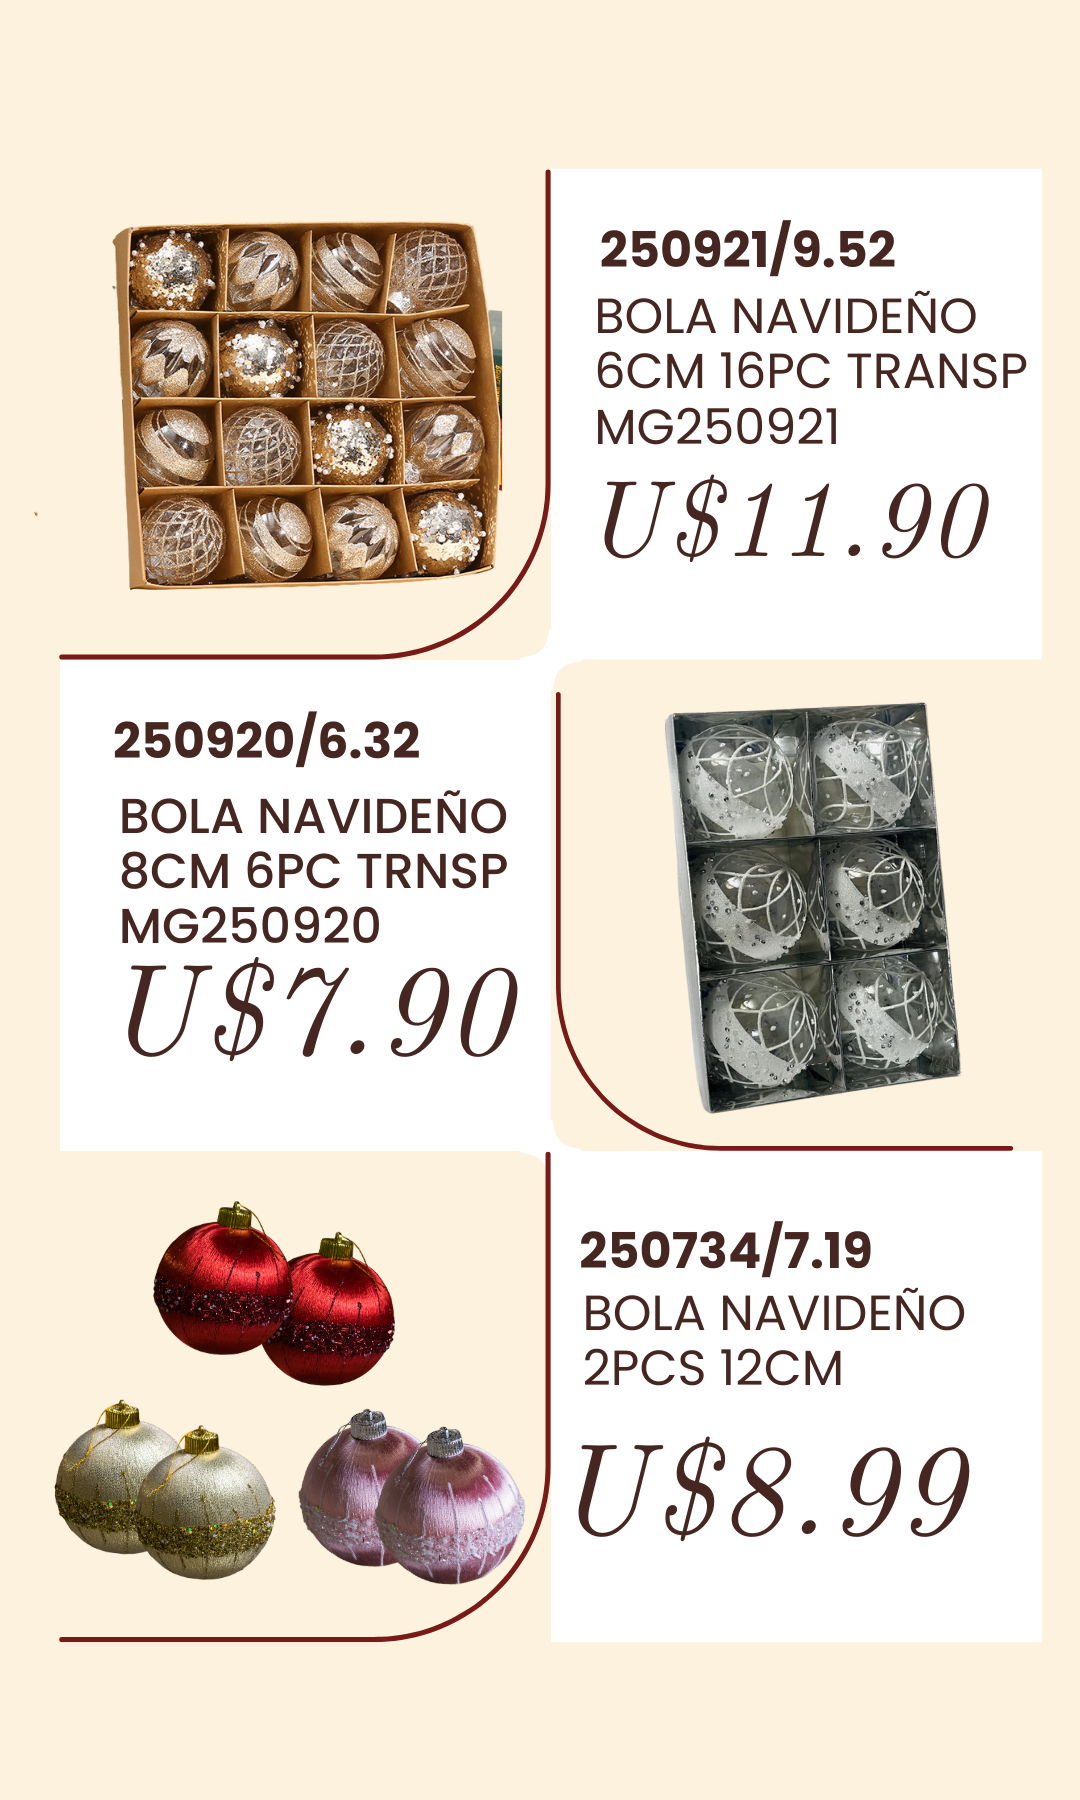 250921/9.52
BOLA NAVIDEÑO
6CM 16PC TRANSP
MG250921
U$11.90
250920/6.32
BOLA NAVIDEÑO
8CM 6PC TRNSP
MG250920
U$7.90
250734/7.19
BOLA NAVIDEÑO
2PCS 12CM
U$8.99